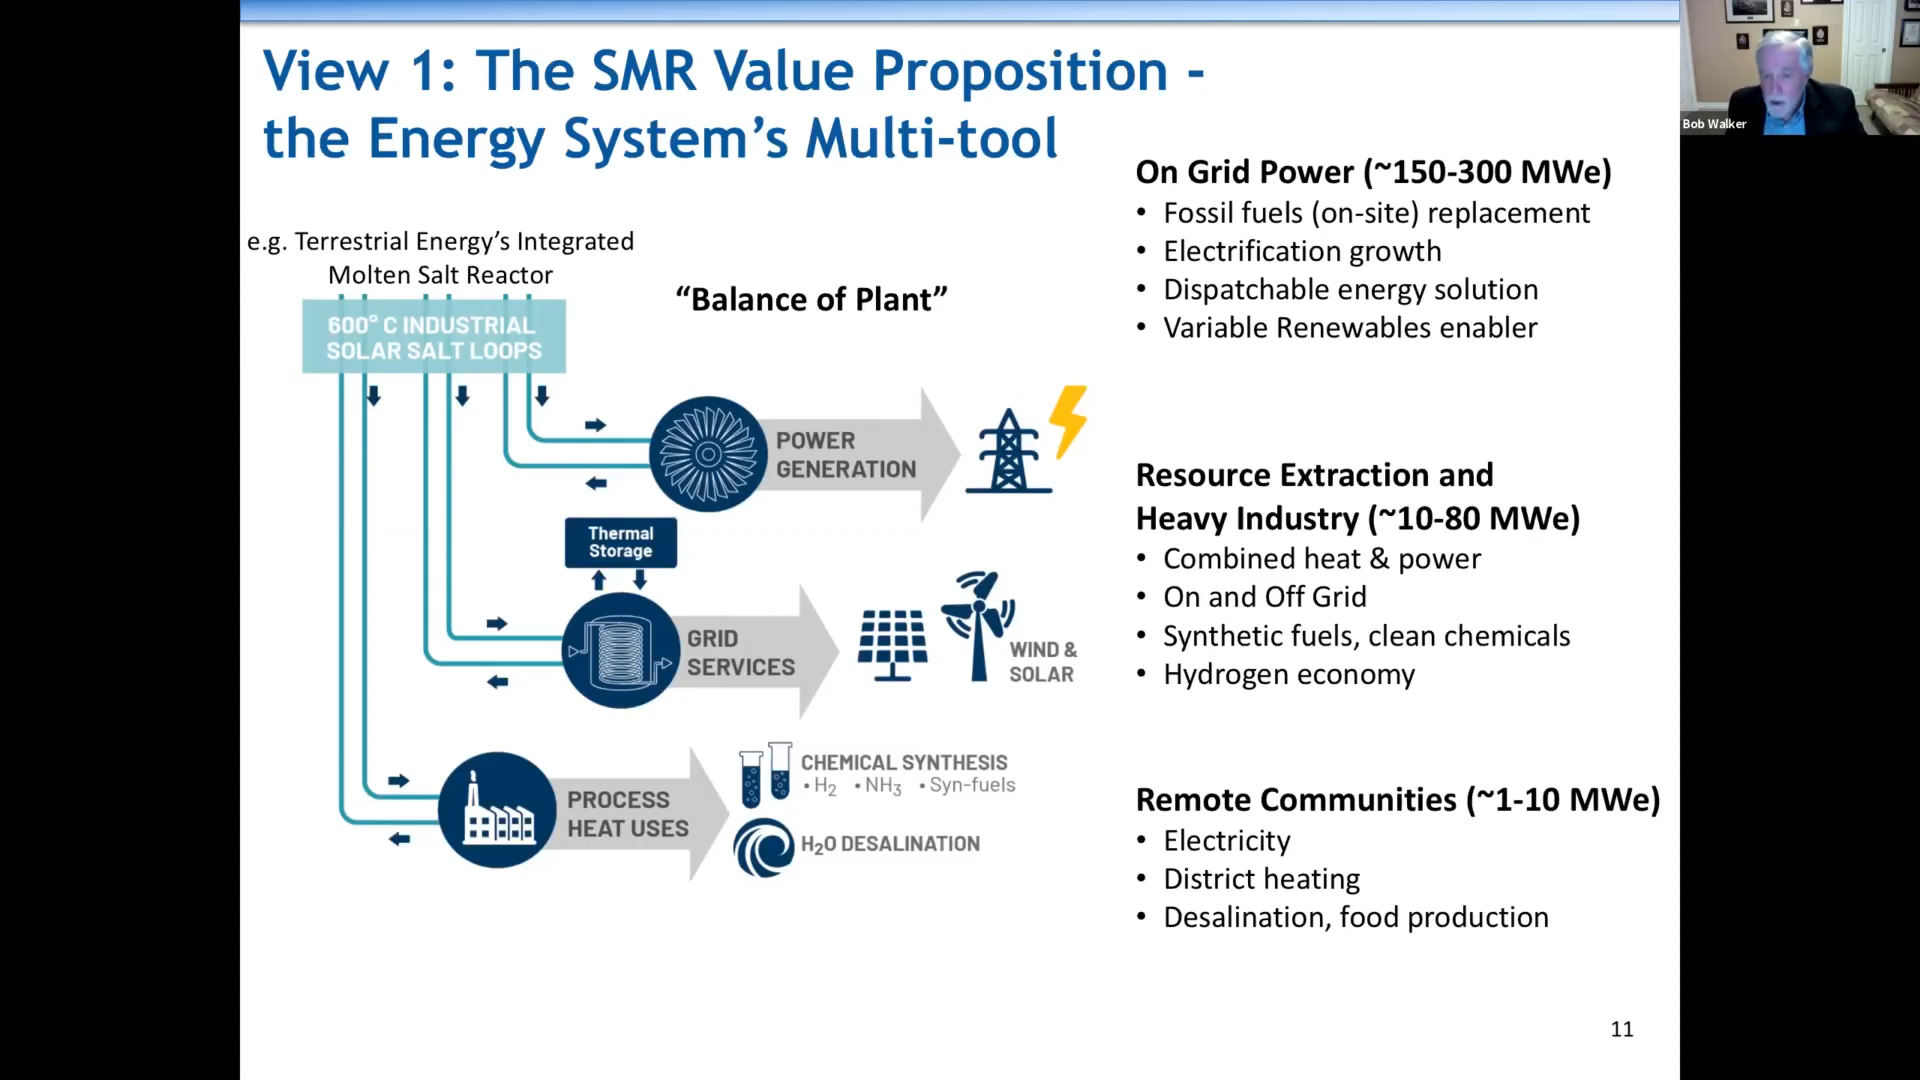 View 1: The SMR Value Proposition -
the Energy System's Multi-tool
Bob Walker
e.g. Terrestrial Energy's Integrated
Molten Salt Reactor
"Balance of Plant"
600° C INDUSTRIAL
SOLAR SALT LOOPS
POWER
GENERATION
Thermal
Storage
GRID
SERVICES
WIND &
SOLAR
PROCESS
HEAT USES
CHEMICAL SYNTHESIS
• H₂ • NH₃ • Syn-fuels
H₂O DESALINATION
On Grid Power (~150-300 MWe)
• Fossil fuels (on-site) replacement
• Electrification growth
• Dispatchable energy solution
• Variable Renewables enabler
Resource Extraction and
Heavy Industry (~10-80 MWe)
• Combined heat & power
• On and Off Grid
• Synthetic fuels, clean chemicals
• Hydrogen economy
Remote Communities (~1-10 MWe)
• Electricity
• District heating
• Desalination, food production
11